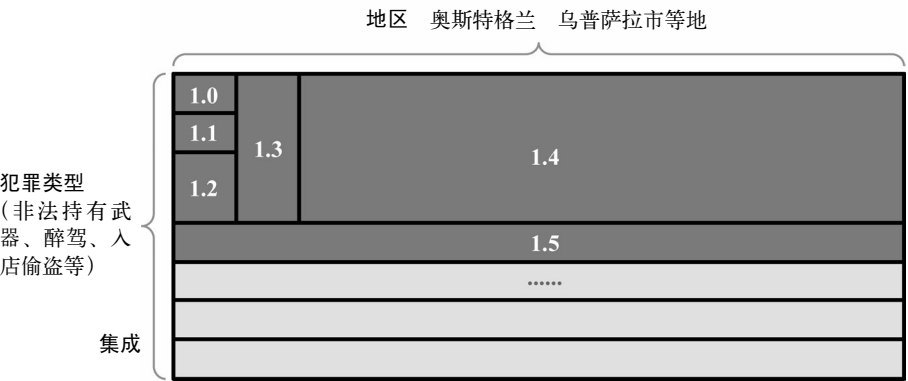 地区 奥斯特格兰 乌普萨拉市等地
1.0
1.1
1.2
1.3
1.4
1.5
……
犯罪类型
(非法持有武
器、醉驾、入
店偷盗等)
集成